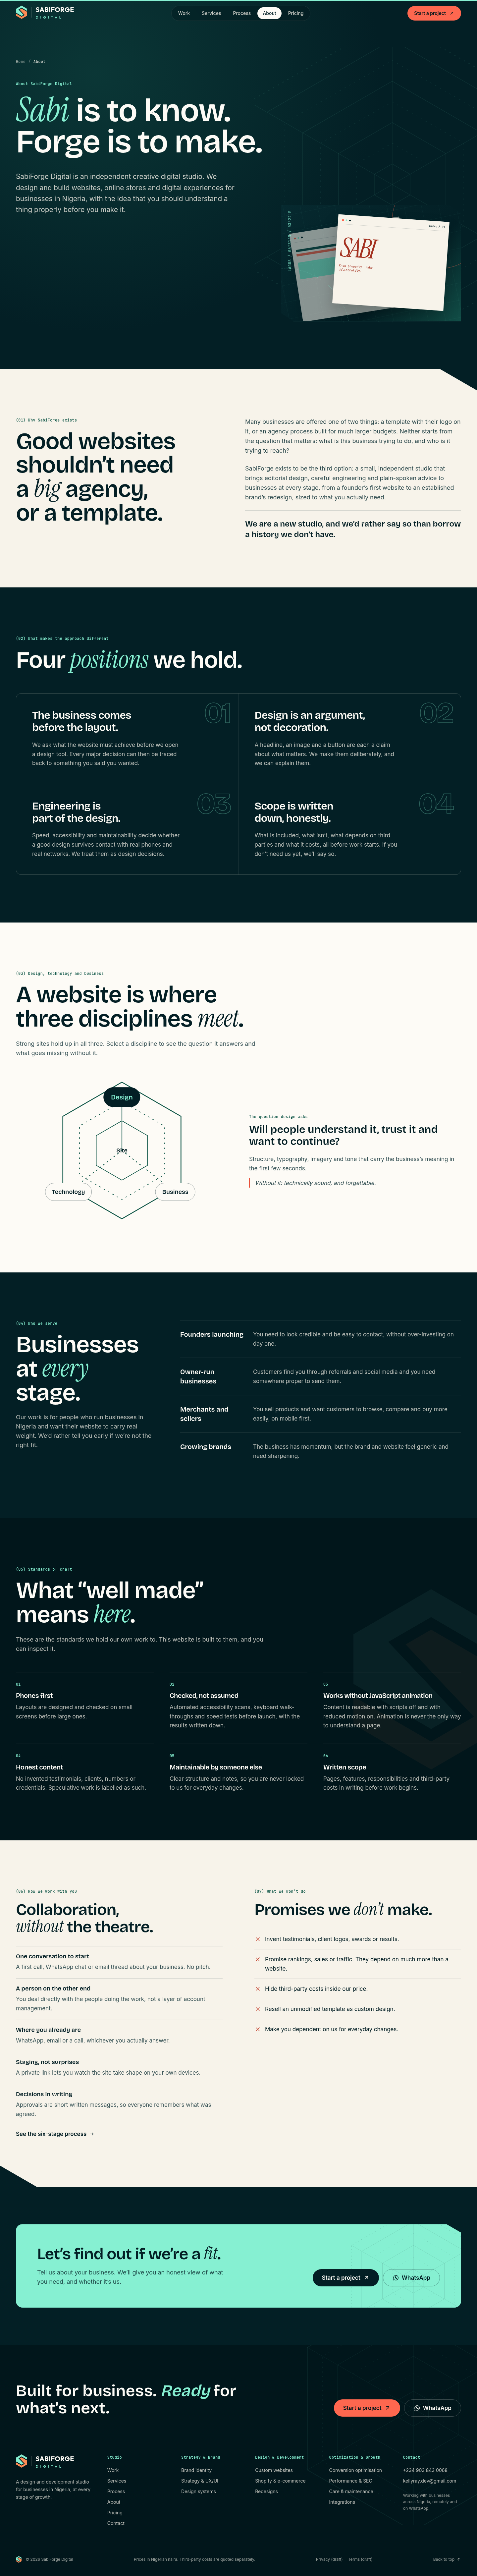 SABIFORGE
DIGITAL
Work
Services
Process
About
Pricing
Start a project
Home / About
About SabiForge Digital
Sabi is to know.
Forge is to make.
SabiForge Digital is an independent creative digital studio. We
design and build websites, online stores and digital experiences for
businesses in Nigeria, with the idea that you should understand a
thing properly before you make it.
SABI
(01) Why SabiForge exists
Good websites
shouldn't need
a big agency,
or a template.
Many businesses are offered one of two things: a template with their logo on
it, or an agency process built for much larger budgets. Neither starts from
the question that matters: what is this business trying to do, and who is it
trying to reach?
SabiForge exists to be the third option: a small, independent studio that
brings editorial design, careful engineering and plain-spoken advice to
businesses at every stage, from a founder's first website to an established
brand's redesign, sized to what you actually need.
We are a new studio, and we'd rather say so than borrow
a history we don't have.
(02) What makes the approach different
Four positions we hold.
01
The business comes
before the layout.
We ask what the website must achieve before we open
a design tool. Every major decision can then be traced
back to something you said you wanted.
02
Design is an argument,
not decoration.
A headline, an image and a button are each a claim
about what matters. We make them deliberately, and
we can explain them.
03
Engineering is
part of the design.
Speed, accessibility and maintainability decide whether
a good design survives contact with real phones and
real networks. We treat them as design decisions.
04
Scope is written
down, honestly.
What is included, what isn't, what depends on third
parties and what it costs, all before work starts. If you
don't need us yet, we'll say so.
(03) Design, technology and business
A website is where
three disciplines meet.
Strong sites hold up in all three. Select a discipline to see the question it answers and
what goes missing without it.
Design
Site
Technology
Business
The question design asks
Will people understand it, trust it and
want to continue?
Structure, typography, imagery and tone that carry the business's meaning in
the first few seconds.
Without it: technically sound, and forgettable.
(04) Who we serve
Businesses
at every
stage.
Our work is for people who run businesses in
Nigeria and want their website to carry real
weight. We'd rather tell you early if we're not the
right fit.
Founders launching
You need to look credible and be easy to contact, without over-investing on
day one.
Owner-run
businesses
Customers find you through referrals and social media and you need
somewhere proper to send them.
Merchants and
sellers
You sell products and want customers to browse, compare and buy more
easily, on mobile first.
Growing brands
The business has momentum, but the brand and website feel generic and
need sharpening.
(05) Standards of craft
What “well made”
means here.
These are the standards we hold our own work to. This website is built to them, and you
can inspect it.
01
Phones first
Layouts are designed and checked on small
screens before large ones.
02
Checked, not assumed
Automated accessibility scans, keyboard walk-
throughs and speed tests before launch, with the
results written down.
03
Works without JavaScript animation
Content is readable with scripts off and with
reduced motion on. Animation is never the only way
to understand a page.
04
Honest content
No invented testimonials, clients, numbers or
credentials. Speculative work is labelled as such.
05
Maintainable by someone else
Clear structure and notes, so you are never locked
to us for everyday changes.
06
Written scope
Pages, features, responsibilities and third-party
costs in writing before work begins.
(06) How we work with you
Collaboration,
without the theatre.
One conversation to start
A first call, WhatsApp chat or email thread about your business. No pitch.
A person on the other end
You deal directly with the people doing the work, not a layer of account
management.
Where you already are
WhatsApp, email or a call, whichever you actually answer.
Staging, not surprises
A private link lets you watch the site take shape on your own devices.
Decisions in writing
Approvals are short written messages, so everyone remembers what was
agreed.
See the six-stage process
(07) What we won't do
Promises we don't make.
Invent testimonials, client logos, awards or results.
Promise rankings, sales or traffic. They depend on much more than a
website.
Hide third-party costs inside our price.
Resell an unmodified template as custom design.
Make you dependent on us for everyday changes.
Let's find out if we're a fit.
Tell us about your business. We'll give you an honest view of what
you need, and whether it's us.
Start a project
WhatsApp
Built for business. Ready for
what's next.
Start a project
WhatsApp
SABIFORGE
DIGITAL
A design and development studio
for businesses in Nigeria, at every
stage of growth.
Studio
Work
Services
Process
About
Pricing
Contact
Strategy & Brand
Brand identity
Strategy & UX/UI
Design systems
Design & Development
Custom websites
Shopify & e-commerce
Redesigns
Optimisation & Growth
Conversion optimisation
Performance & SEO
Care & maintenance
Integrations
Contact
+234 903 843 0068
kellyray.dev@gmail.com
Working with businesses
across Nigeria, remotely and
on WhatsApp.
© 2026 SabiForge Digital
Prices in Nigerian naira. Third-party costs are quoted separately.
Privacy (draft)
Terms (draft)
Back to top